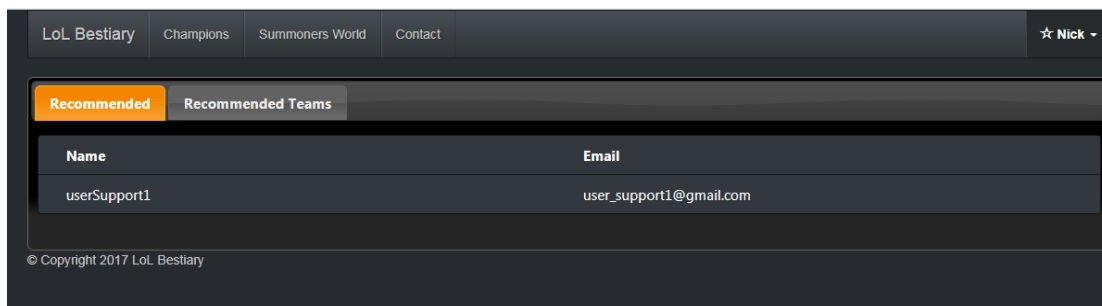 LoL Bestiary Champions Summoners World Contact ☆ Nick
Recommended Recommended Teams
Name Email
userSupport1 user_support1@gmail.com
© Copyright 2017 LoL Bestiary